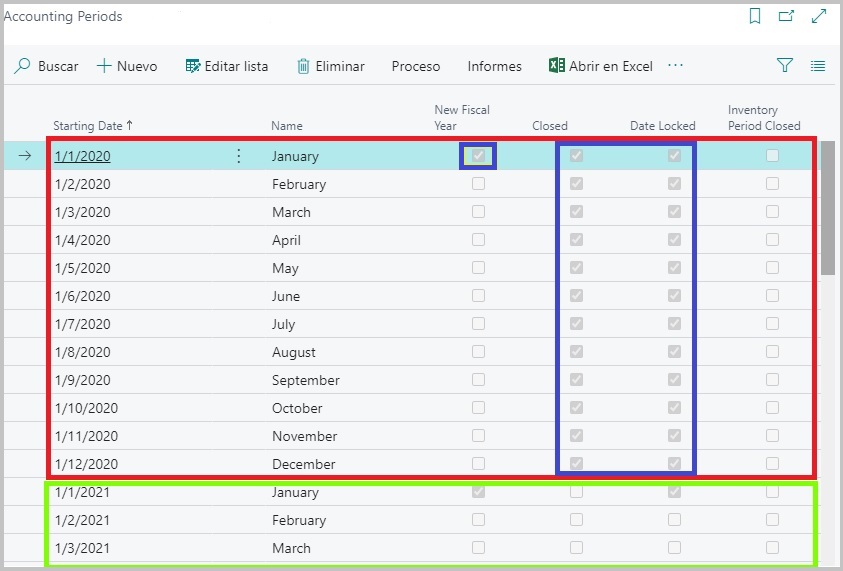 Accounting Periods
Buscar Nuevo Editar lista Eliminar Proceso Informes Abrir en Excel ...
Starting Date ↑ Name New Fiscal Year Closed Date Locked Inventory Period Closed
1/1/2020 January
1/2/2020 February
1/3/2020 March
1/4/2020 April
1/5/2020 May
1/6/2020 June
1/7/2020 July
1/8/2020 August
1/9/2020 September
1/10/2020 October
1/11/2020 November
1/12/2020 December
1/1/2021 January
1/2/2021 February
1/3/2021 March